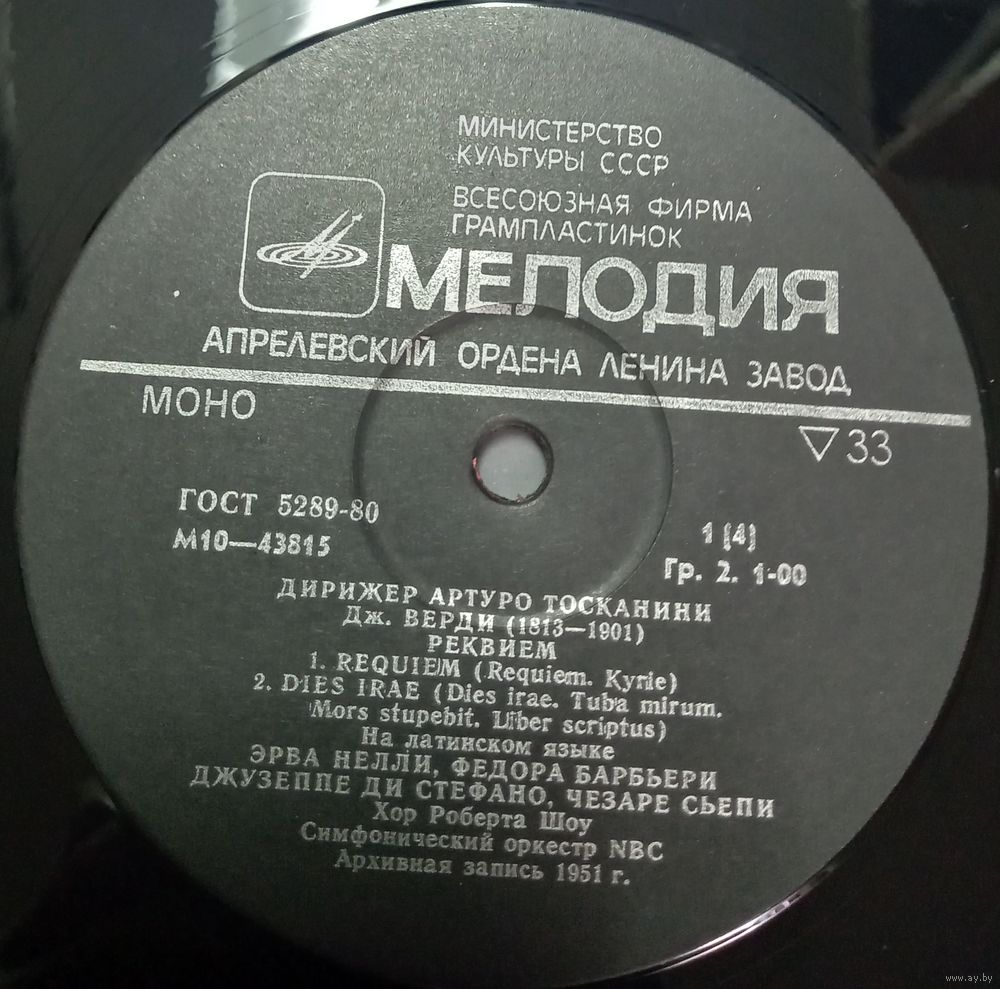 МИНИСТЕРСТВО
КУЛЬТУРЫ СССР
ВСЕСОЮЗНАЯ ФИРМА
ГРАМПЛАСТИНОК
МЕЛОДИЯ
АПРЕЛЕВСКИЙ ОРДЕНА ЛЕНИНА ЗАВОД
МОНО
▽33
ГОСТ 5289-80
М10—43815
1 (4)
Гр. 2. 1-00
ДИРИЖЕР АРТУРО ТОСКАНИНИ
Дж. ВЕРДИ (1813—1901)
РЕКВИЕМ
1. REQUIEM (Requiem. Kyrie)
2. DIES IRAE (Dies irae. Tuba mirum.
Mors stupebit. Liber scriptus)
На латинском языке
ЭРВА НЕЛЛИ, ФЕДОРА БАРБЬЕРИ
ДЖУЗЕППЕ ДИ СТЕФАНО, ЧЕЗАРЕ СЬЕПИ
Хор Роберта Шоу
Симфонический оркестр NBC
Архивная запись 1951 г.
www.ay.by